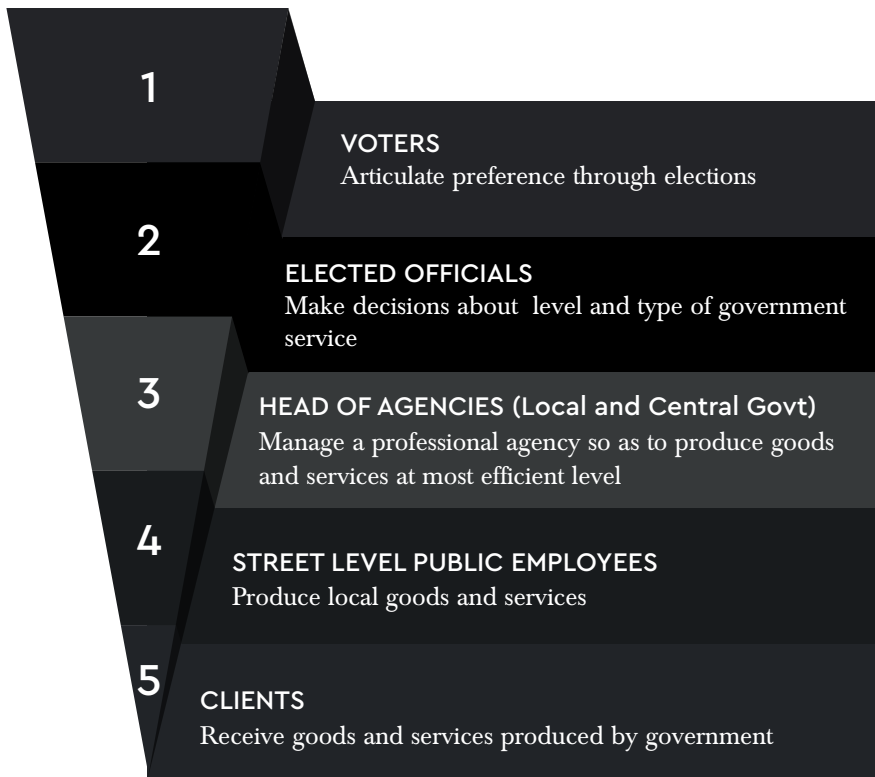 1
VOTERS
Articulate preference through elections
2
ELECTED OFFICIALS
Make decisions about  level and type of government
service
3
HEAD OF AGENCIES (Local and Central Govt)
Manage a professional agency so as to produce goods
and services at most efficient level
4
STREET LEVEL PUBLIC EMPLOYEES
Produce local goods and services
5
CLIENTS
Receive goods and services produced by government